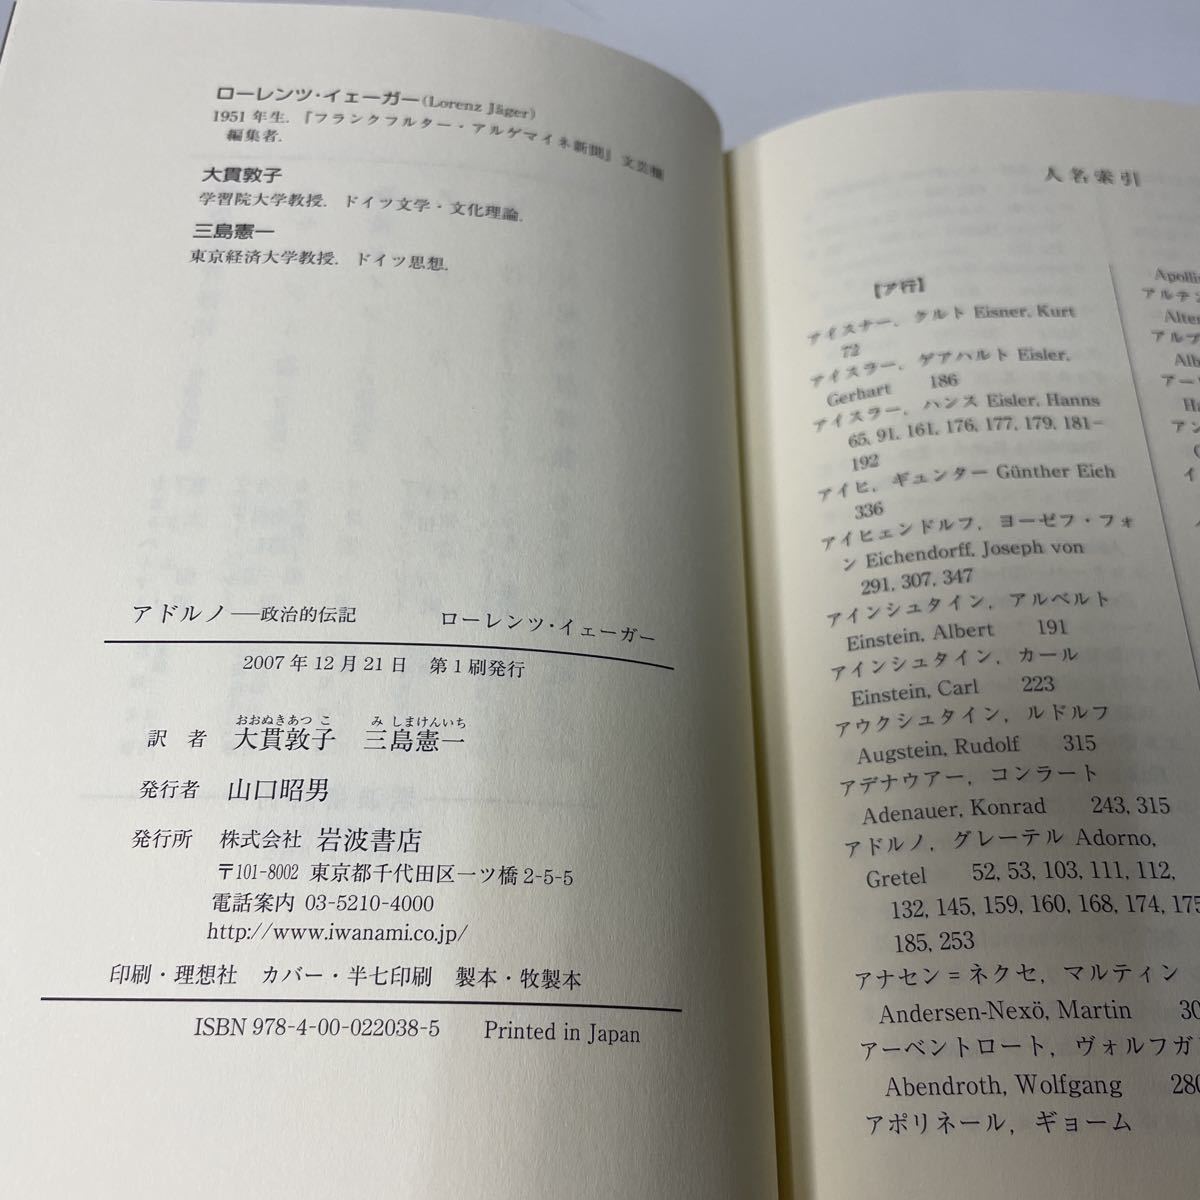 ローレンツ・イェーガー(Lorenz Jäger)
1951年生.『フランクフルター・アルゲマイネ新聞』文芸欄
編集者.
大貫敦子
学習院大学教授. ドイツ文学・文化理論.
三島憲一
東京経済大学教授. ドイツ思想.
アドルノ──政治的伝記 ローレンツ・イェーガー
2007年12月21日 第1刷発行
おおぬきあつこ みしまけんいち
訳者 大貫敦子 三島憲一
発行者 山口昭男
発行所 株式会社 岩波書店
〒101-8002 東京都千代田区一ツ橋2-5-5
電話案内 03-5210-4000
http://www.iwanami.co.jp/
印刷・理想社 カバー・半七印刷 製本・牧製本
ISBN 978-4-00-022038-5 Printed in Japan
人名索引
【ア行】
アイスナー, クルト Eisner, Kurt
72
アイスラー, ゲアハルト Eisler,
Gerhart 186
アイスラー, ハンス Eisler, Hanns
65, 91, 161, 176, 177, 179, 181-
192
アイヒ, ギュンター Günther Eich
336
アイヒェンドルフ, ヨーゼフ・フォ
ン Eichendorff, Joseph von
291, 307, 347
アインシュタイン, アルベルト
Einstein, Albert 191
アインシュタイン, カール
Einstein, Carl 223
アウクシュタイン, ルドルフ
Augstein, Rudolf 315
アデナウアー, コンラート
Adenauer, Konrad 243, 315
アドルノ, グレーテル Adorno,
Gretel 52, 53, 103, 111, 112,
132, 145, 159, 160, 168, 174, 175
185, 253
アナセン=ネクセ, マルティン
Andersen-Nexö, Martin 30
アーベントロート, ヴォルフガ
Abendroth, Wolfgang 280
アポリネール, ギョーム
Apollis
アルテン
Alten
アルブ
Alb
アー
Ha
アン